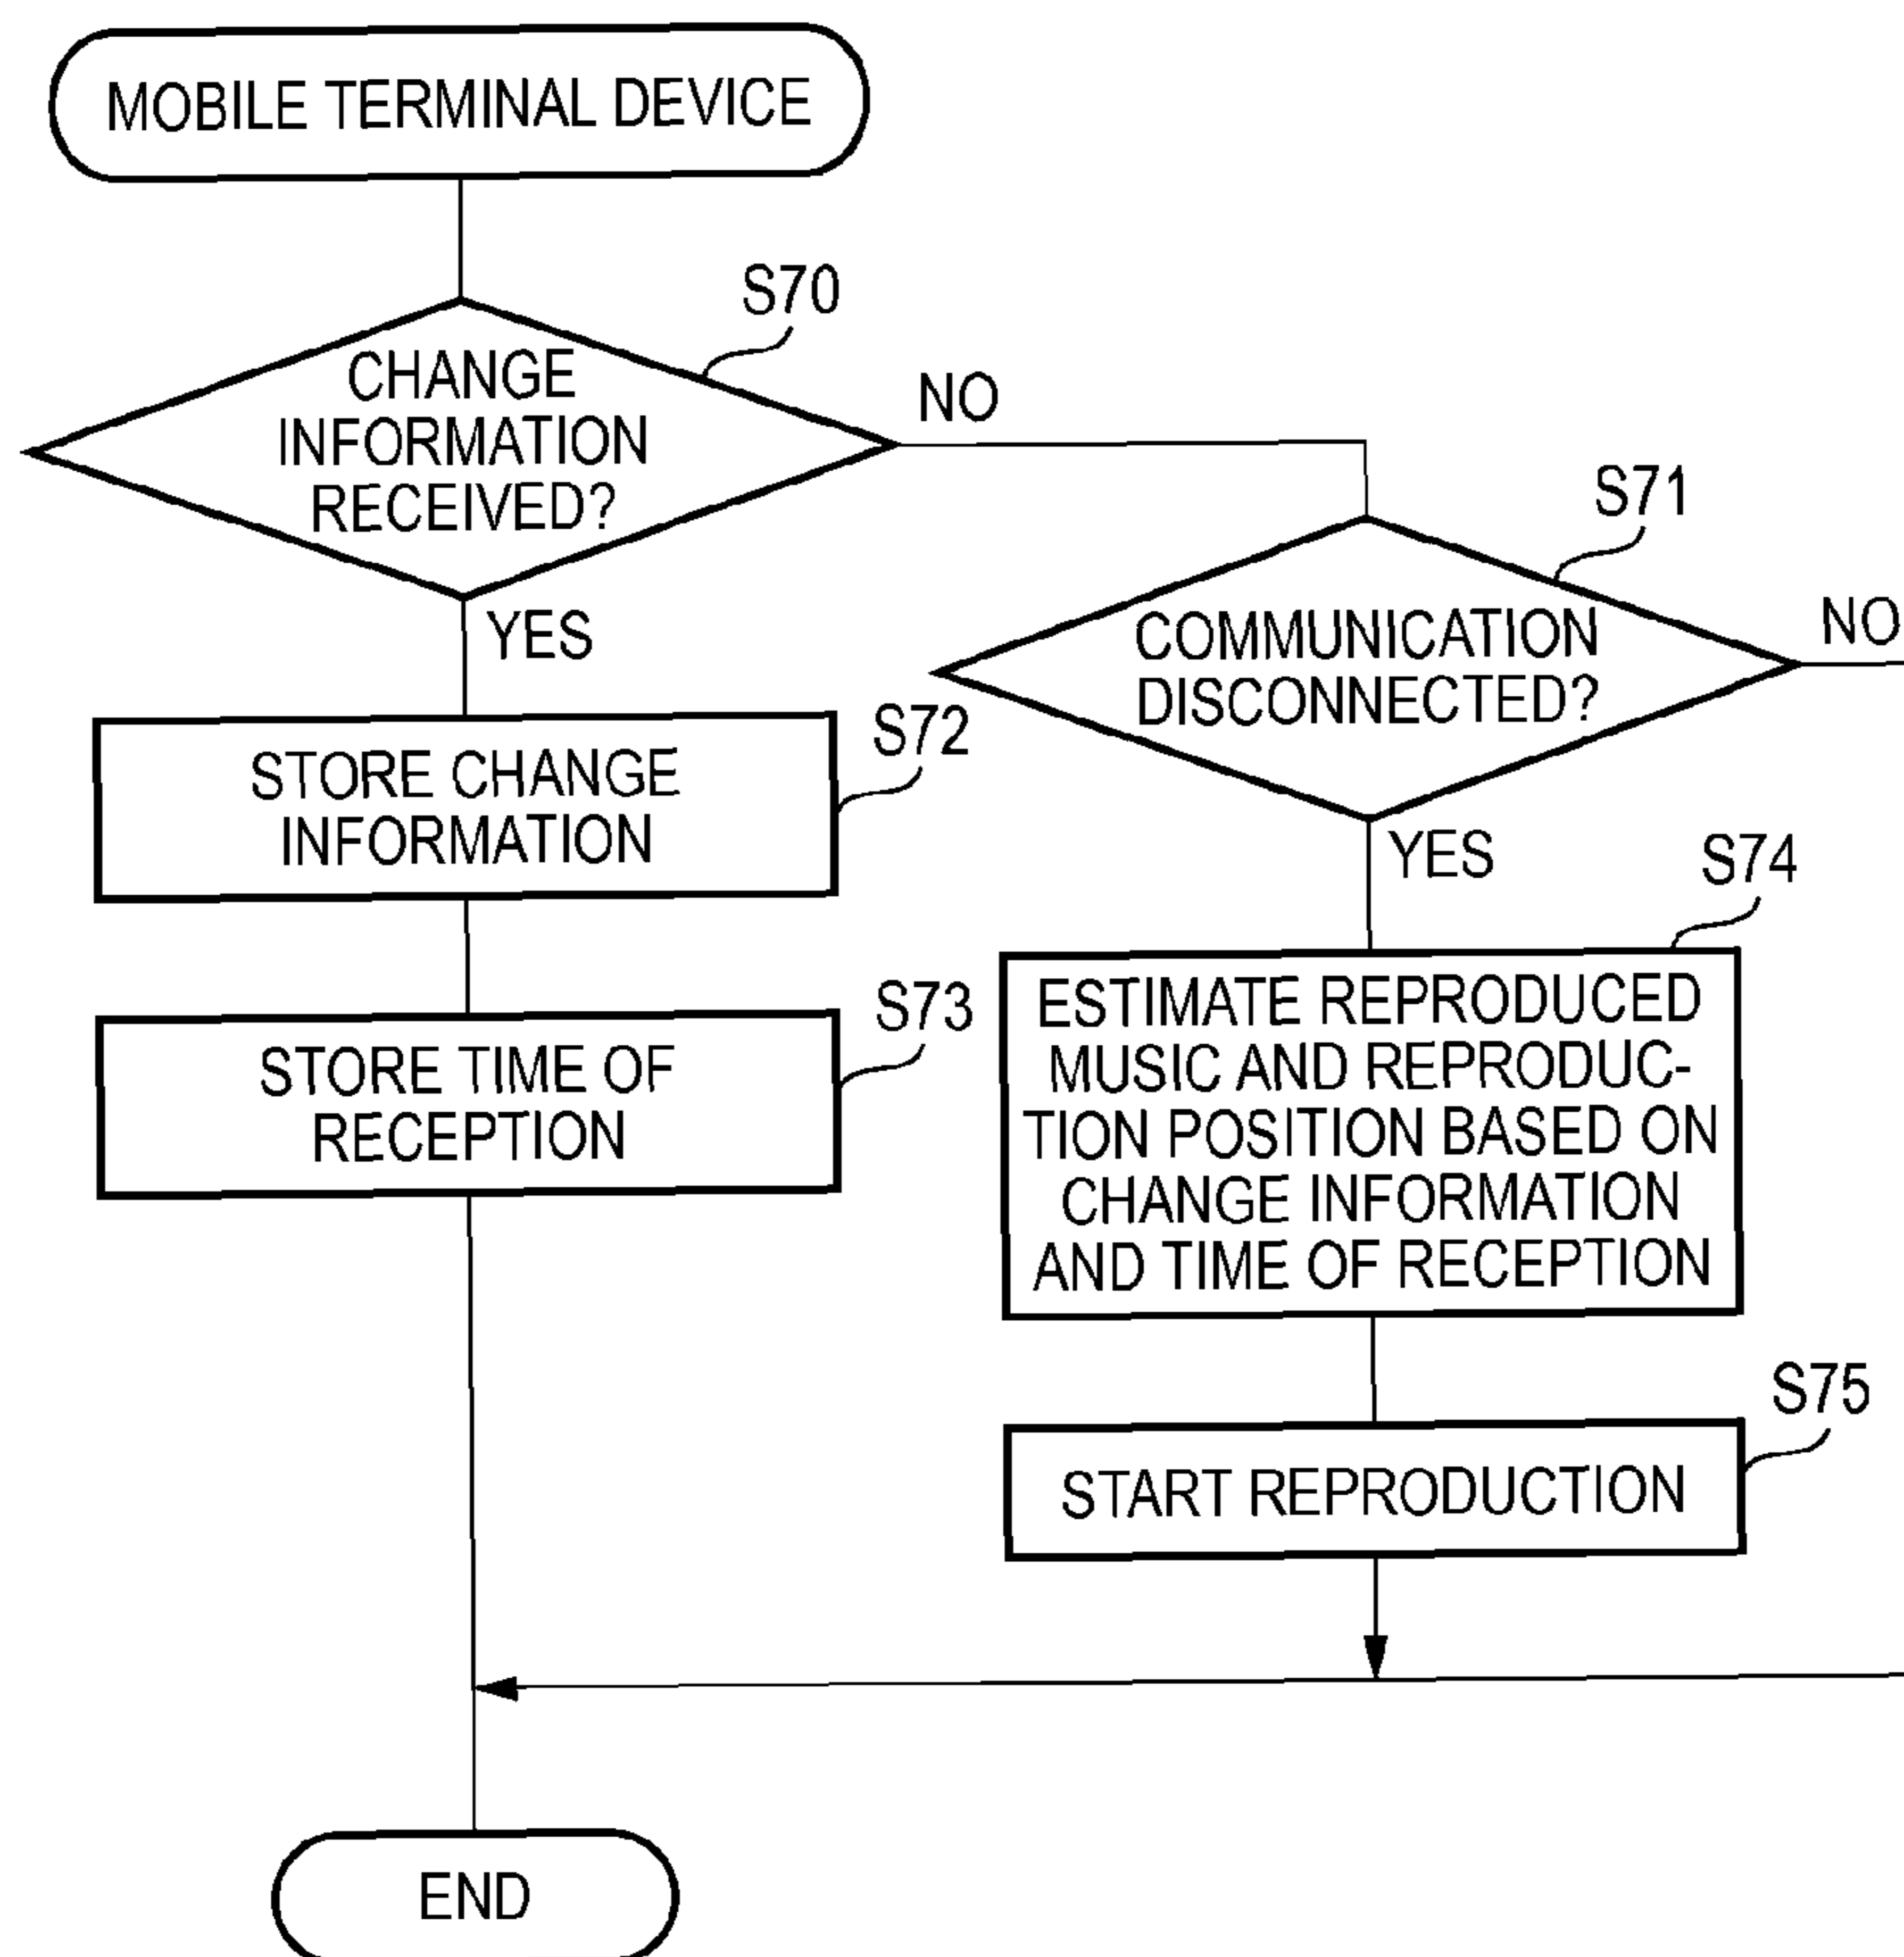 MOBILE TERMINAL DEVICE
S70
CHANGE
INFORMATION
RECEIVED?
NO
YES
S71
COMMUNICATION
DISCONNECTED?
NO
YES
S72
STORE CHANGE
INFORMATION
S73
STORE TIME OF
RECEPTION
S74
ESTIMATE REPRODUCED
MUSIC AND REPRODUC-
TION POSITION BASED ON
CHANGE INFORMATION
AND TIME OF RECEPTION
S75
START REPRODUCTION
END